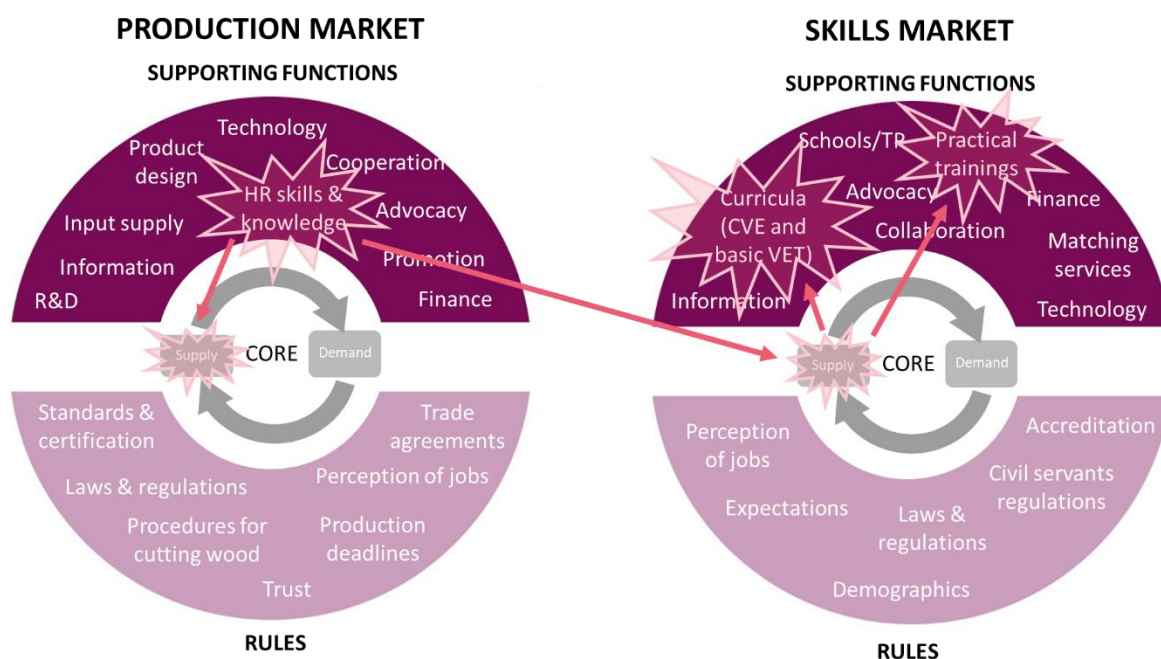 PRODUCTION MARKET
SUPPORTING FUNCTIONS
Technology
Product
design
Cooperation
HR skills &
knowledge
Input supply
Advocacy
Information
Promotion
R&D
Finance
Supply
CORE
Demand
Standards &
certification
Trade
agreements
Laws & regulations
Perception of jobs
Procedures for
cutting wood
Production
deadlines
Trust
RULES
SKILLS MARKET
SUPPORTING FUNCTIONS
Schools/TP
Practical
trainings
Curricula
(CVE and
basic VET)
Advocacy
Finance
Collaboration
Matching
services
Information
Technology
Supply
CORE
Demand
Perception
of jobs
Accreditation
Expectations
Civil servants
regulations
Laws &
regulations
Demographics
RULES